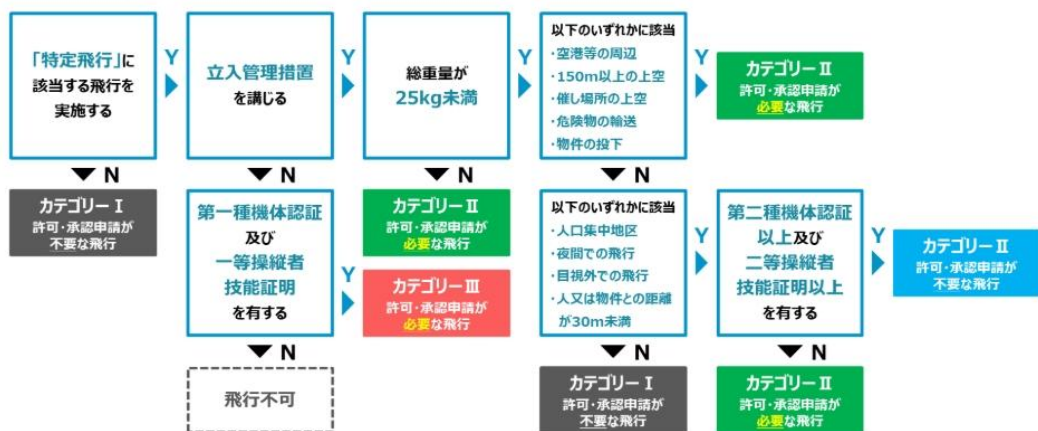 「特定飛行」に
該当する飛行を
実施する
Y
立入管理措置
を講じる
Y
総重量が
25kg未満
Y
以下のいずれかに該当
・空港等の周辺
・150m以上の上空
・催し場所の上空
・危険物の輸送
・物件の投下
Y
カテゴリーⅡ
許可・承認申請が
必要な飛行
N
N
N
N
カテゴリーⅠ
許可・承認申請が
不要な飛行
第一種機体認証
及び
一等操縦者
技能証明
を有する
Y
カテゴリーⅡ
許可・承認申請が
必要な飛行
カテゴリーⅢ
許可・承認申請が
必要な飛行
以下のいずれかに該当
・人口集中地区
・夜間での飛行
・目視外での飛行
・人又は物件との距離
が30m未満
Y
第二種機体認証
以上及び
二等操縦者
技能証明以上
を有する
Y
カテゴリーⅡ
許可・承認申請が
不要な飛行
N
N
N
飛行不可
カテゴリーⅠ
許可・承認申請が
不要な飛行
カテゴリーⅡ
許可・承認申請が
必要な飛行